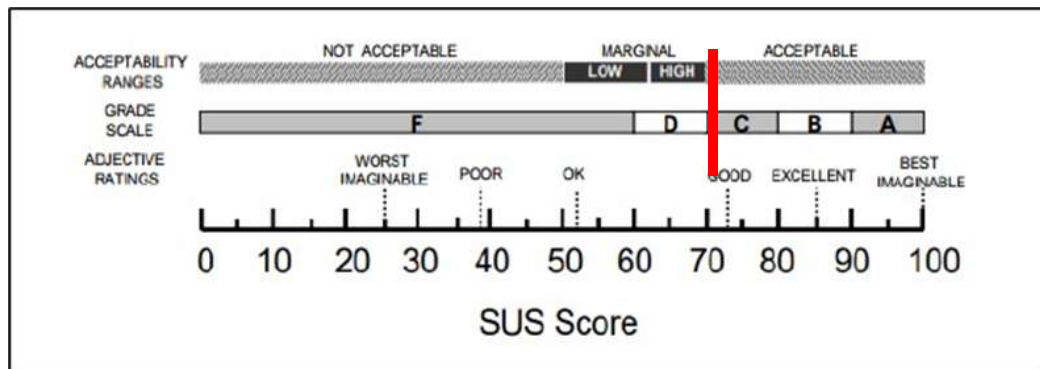 NOT ACCEPTABLE MARGINAL ACCEPTABLE
ACCEPTABILITY RANGES LOW HIGH
GRADE SCALE F D C B A
ADJECTIVE RATINGS WORST IMAGINABLE POOR OK GOOD EXCELLENT BEST IMAGINABLE
0 10 20 30 40 50 60 70 80 90 100
SUS Score